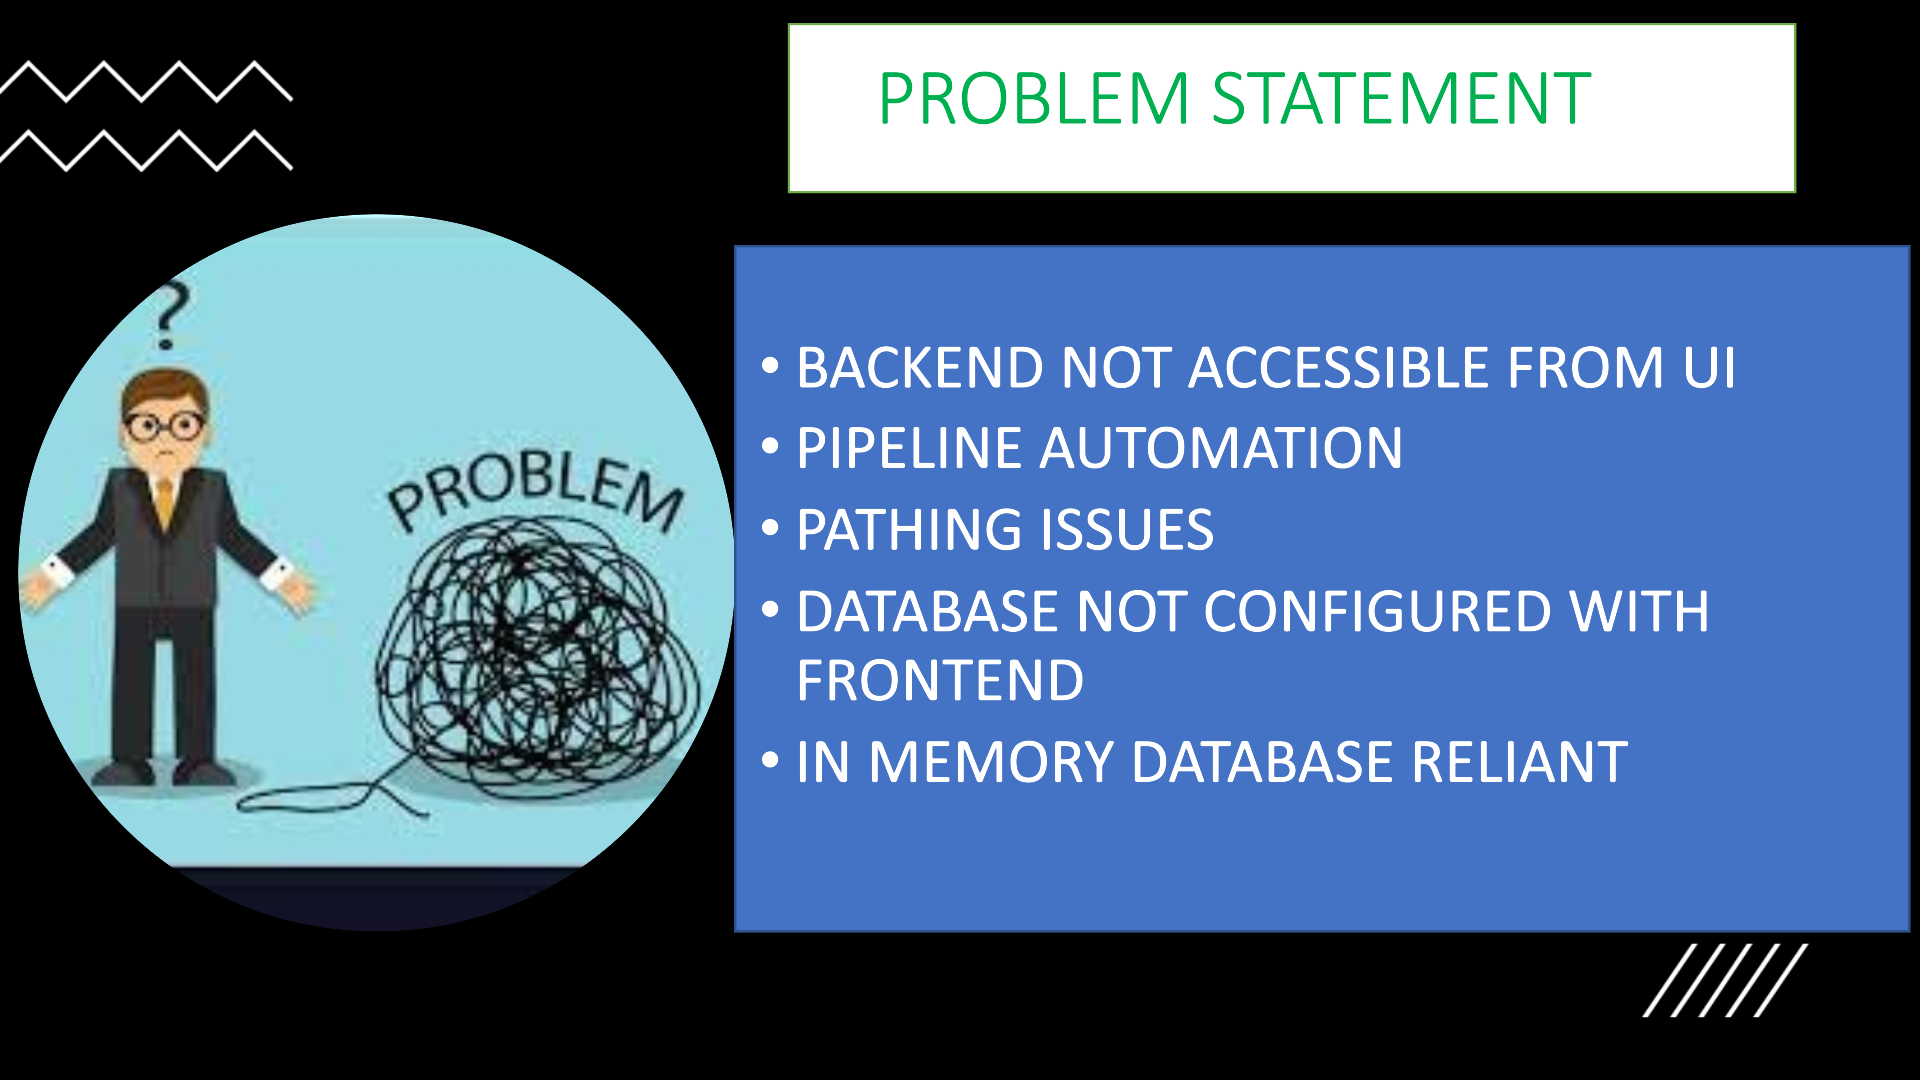 PROBLEM STATEMENT
?
PROBLEM
• BACKEND NOT ACCESSIBLE FROM UI
• PIPELINE AUTOMATION
• PATHING ISSUES
• DATABASE NOT CONFIGURED WITH
FRONTEND
• IN MEMORY DATABASE RELIANT